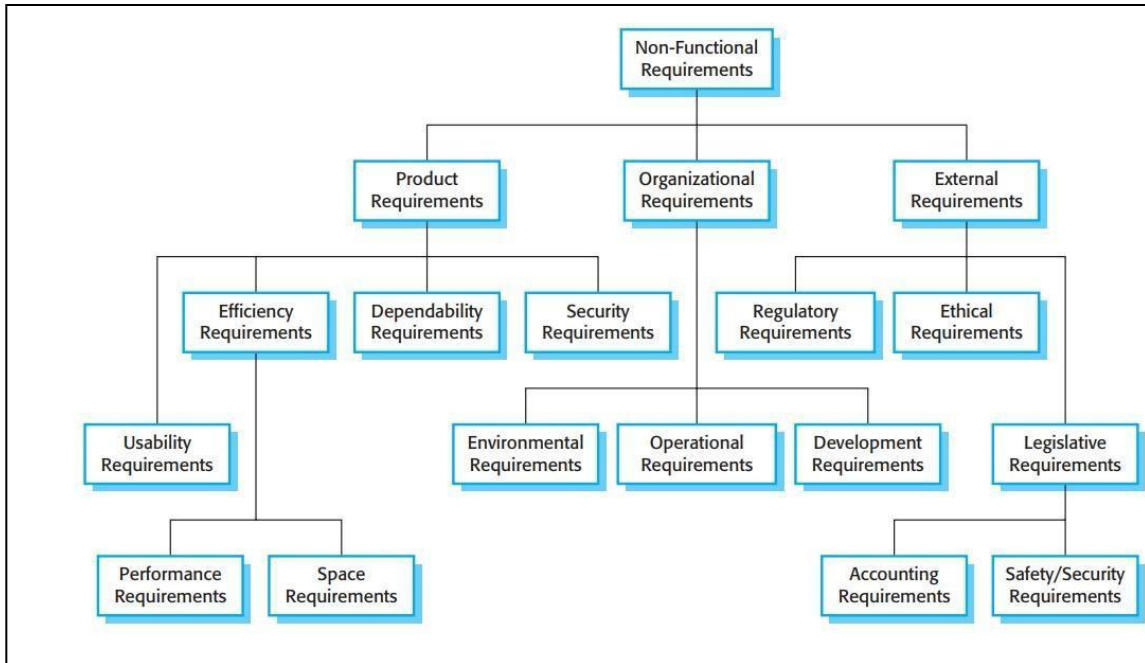 Non-Functional
Requirements
Product
Requirements
Organizational
Requirements
External
Requirements
Efficiency
Requirements
Dependability
Requirements
Security
Requirements
Regulatory
Requirements
Ethical
Requirements
Usability
Requirements
Environmental
Requirements
Operational
Requirements
Development
Requirements
Legislative
Requirements
Performance
Requirements
Space
Requirements
Accounting
Requirements
Safety/Security
Requirements